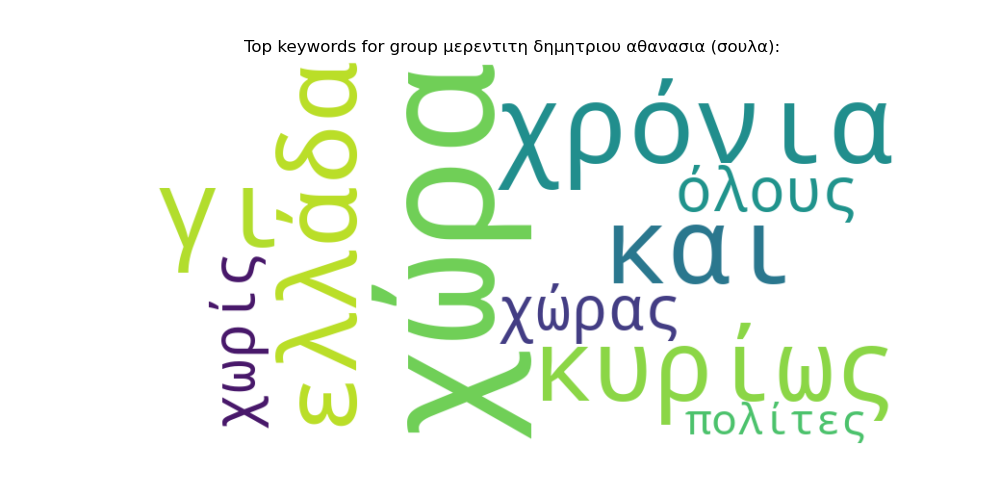 Top keywords for group μερεντιτη δημητριου αθανασια (σουλα):
χώρα
χρόνια
ελλάδα
γι
και
κυρίως
όλους
χώρας
χωρίς
πολίτες